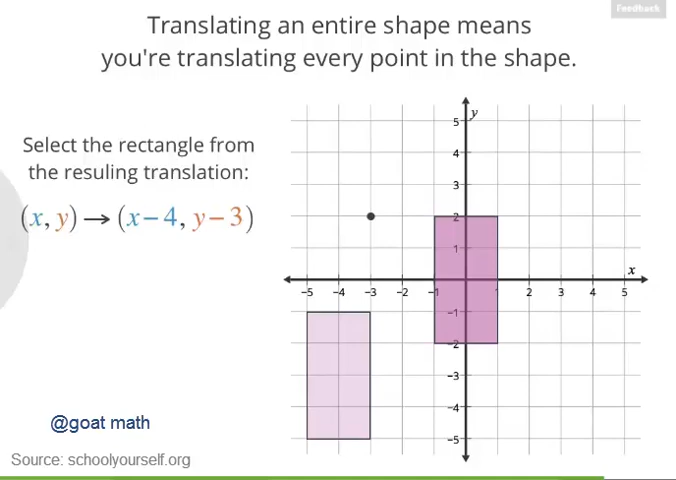 Feedback
Translating an entire shape means
you're translating every point in the shape.
Select the rectangle from
the resuling translation:
(x, y) → (x − 4, y − 3)
y
5
4
3
2
1
x
−5 −4 −3 −2 −1 2 3 4 5
−1
−2
−3
−4
−5
@goat math
Source: schoolyourself.org